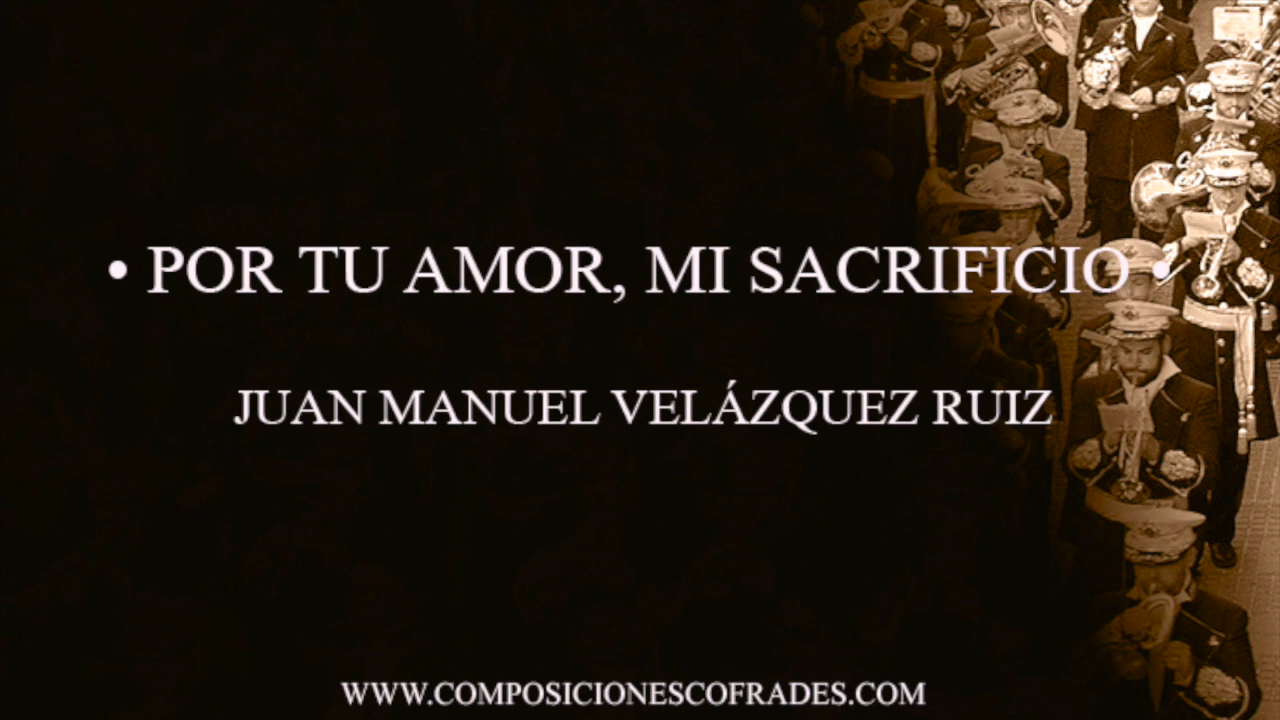 • POR TU AMOR, MI SACRIFICIO •
JUAN MANUEL VELÁZQUEZ RUIZ
WWW.COMPOSICIONESCOFRADES.COM